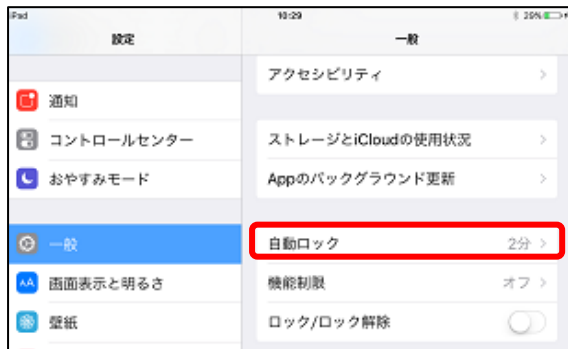 iPad 10:29 29%
設定
一般
アクセシビリティ
通知
コントロールセンター
ストレージとiCloudの使用状況
おやすみモード
Appのバックグラウンド更新
一般
自動ロック 2分
画面表示と明るさ
機能制限 オフ
壁紙
ロック/ロック解除